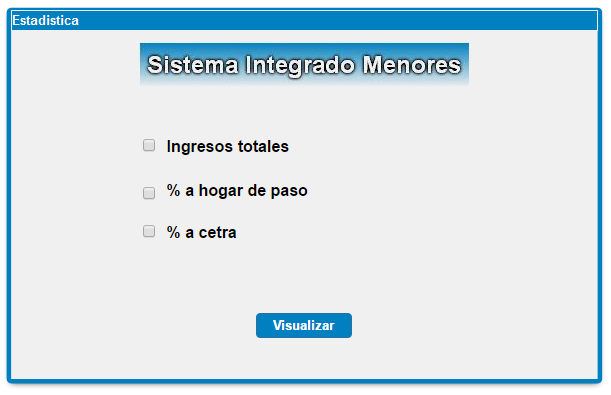 Estadistica
Sistema Integrado Menores
Ingresos totales
% a hogar de paso
% a cetra
Visualizar